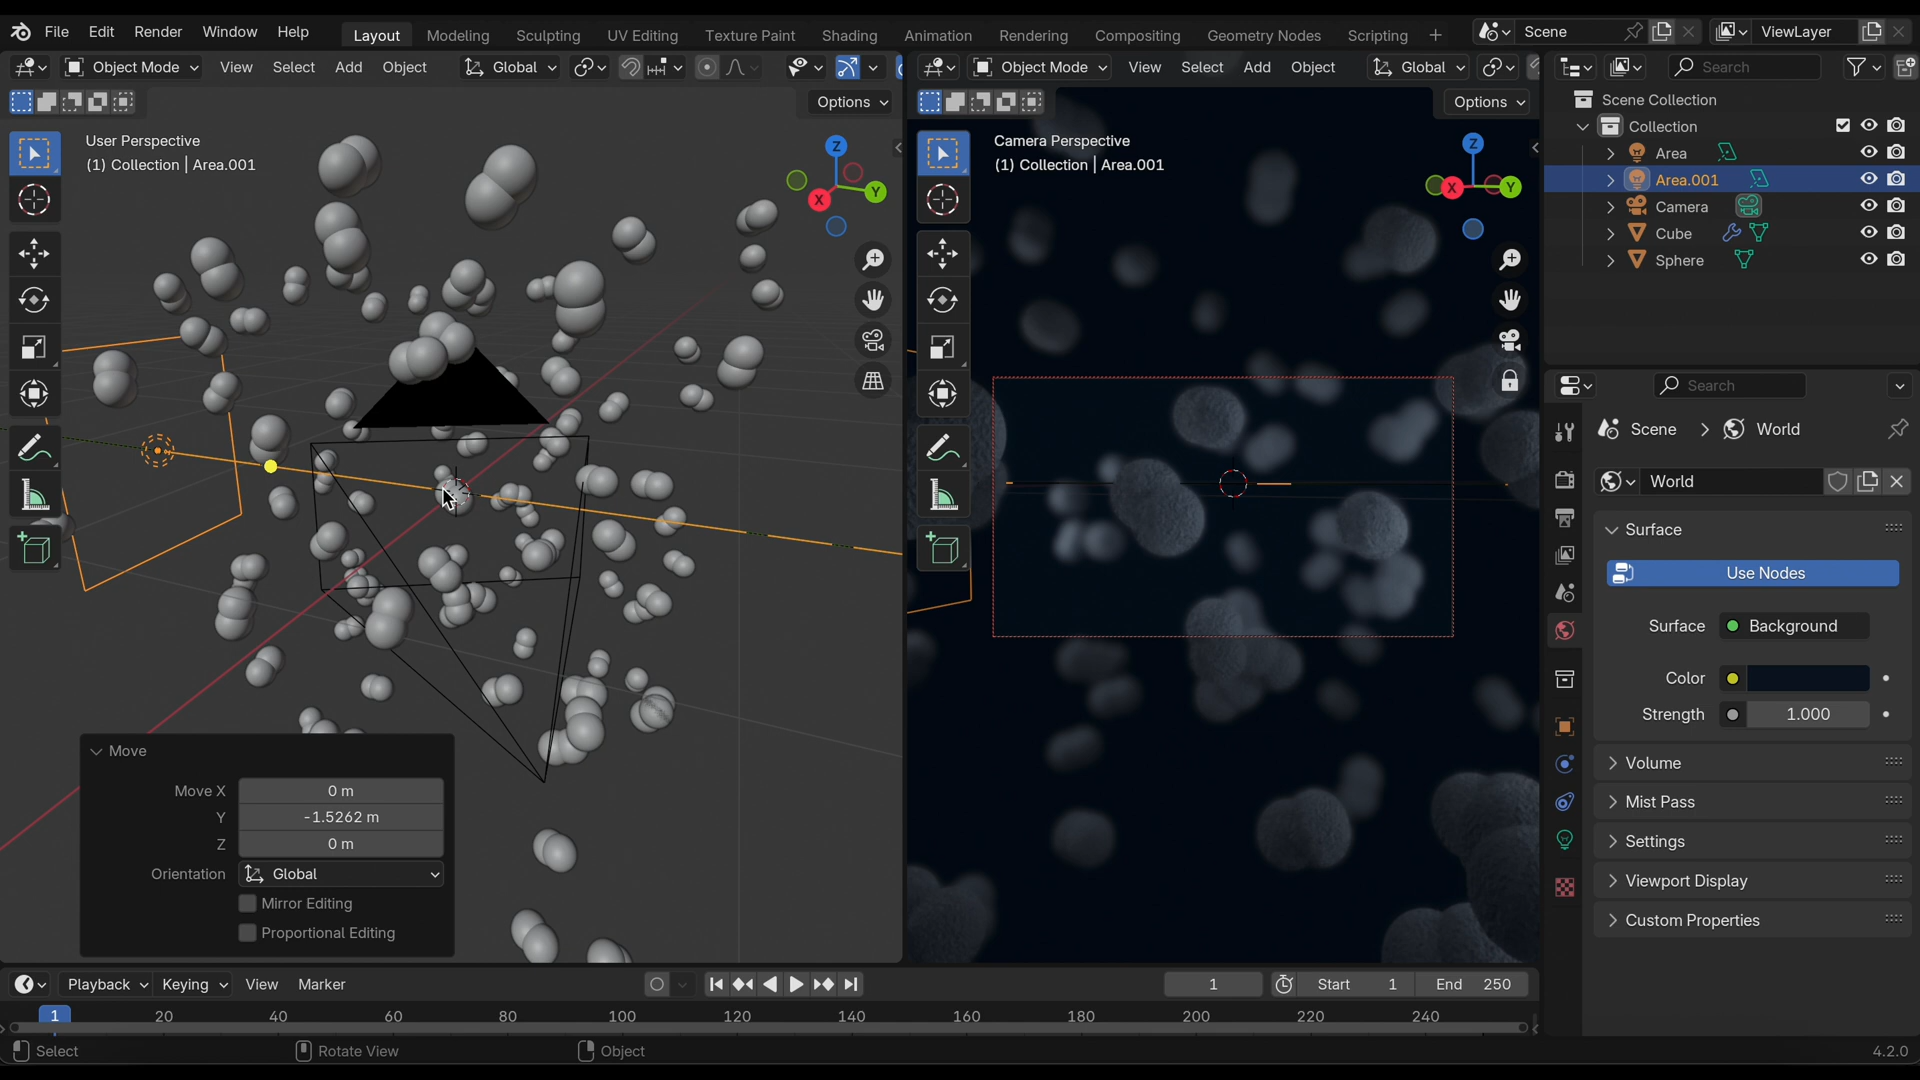 File Edit Render Window Help Layout Modeling Sculpting UV Editing Texture Paint Shading Animation Rendering Compositing Geometry Nodes Scripting + Scene ViewLayer
Object Mode View Select Add Object Global Object Mode View Select Add Object Global Search
Options Options
Scene Collection
Collection
Area
Area.001
Camera
Cube
Sphere
User Perspective
(1) Collection | Area.001
Z
Y
X
Camera Perspective
(1) Collection | Area.001
Z
X
Y
Search
Scene > World
World
Surface
Use Nodes
Surface Background
Color
Strength 1.000
Volume
Mist Pass
Settings
Viewport Display
Custom Properties
Move
Move X 0 m
Y -1.5262 m
Z 0 m
Orientation Global
Mirror Editing
Proportional Editing
Playback Keying View Marker 1 Start 1 End 250
1 20 40 60 80 100 120 140 160 180 200 220 240
Select Rotate View Object 4.2.0